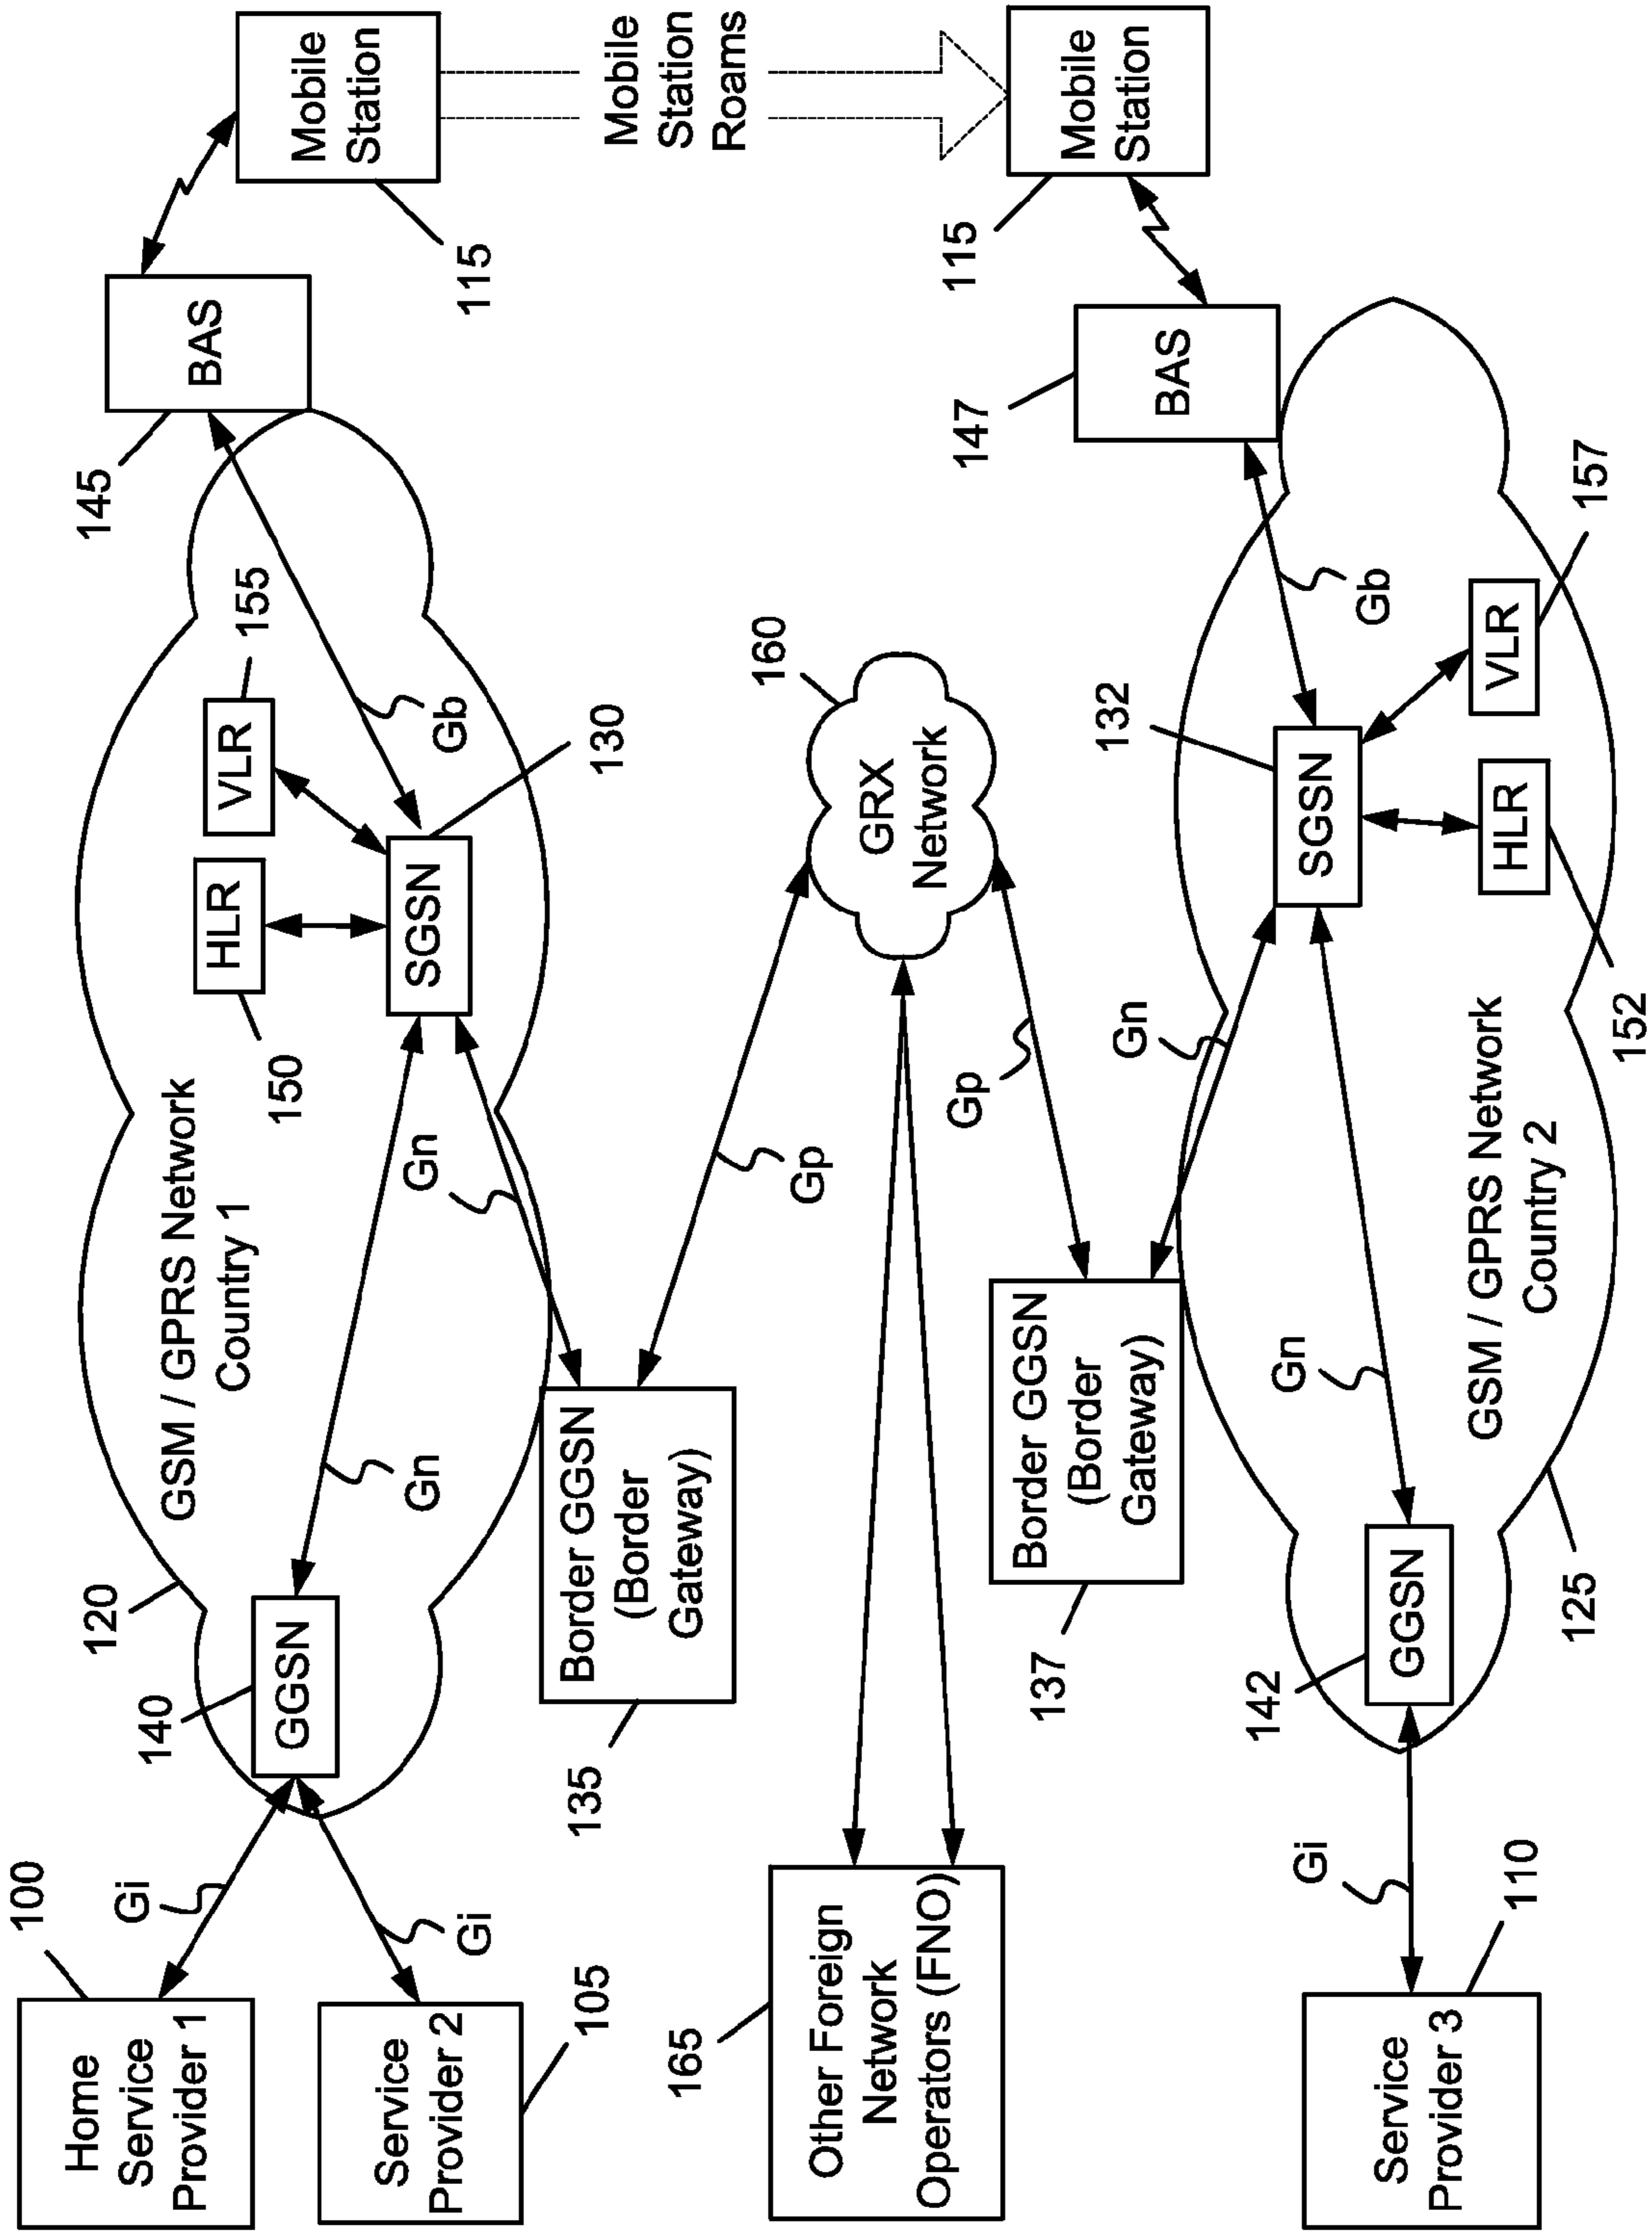 Home
Service
Provider 1
100
Gi
Service
Provider 2
105
Gi
140
GGSN
120
GSM / GPRS Network
Country 1
Gn
Gn
HLR
150
VLR
155
SGSN
130
Gb
BAS
145
Mobile
Station
115
Mobile
Station
Roams
Border GGSN
(Border
Gateway)
135
Gp
GRX
Network
160
Other Foreign
Network
Operators (FNO)
165
Gp
Border GGSN
(Border
Gateway)
137
Gn
Mobile
Station
115
BAS
147
Gb
SGSN
132
VLR
157
HLR
152
Gn
GSM / GPRS Network
Country 2
125
GGSN
142
Gi
Service
Provider 3
110